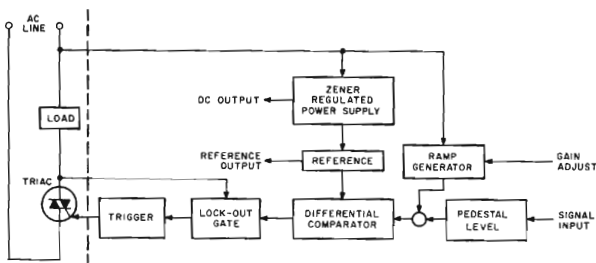 AC
LINE
ZENER
REGULATED
POWER SUPPLY
DC OUTPUT
LOAD
REFERENCE
OUTPUT
REFERENCE
RAMP
GENERATOR
GAIN
ADJUST
TRIAC
TRIGGER
LOCK-OUT
GATE
DIFFERENTIAL
COMPARATOR
PEDESTAL
LEVEL
SIGNAL
INPUT